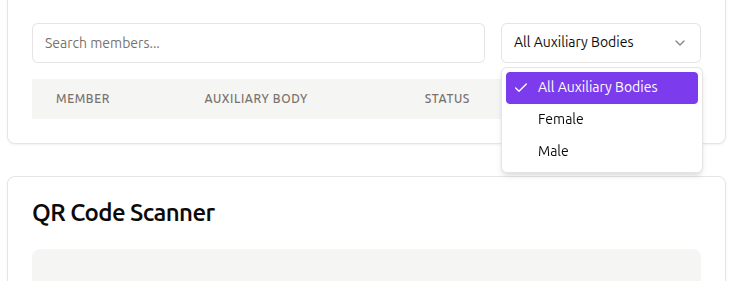 Search members...
All Auxiliary Bodies
MEMBER
AUXILIARY BODY
STATUS
All Auxiliary Bodies
Female
Male
QR Code Scanner